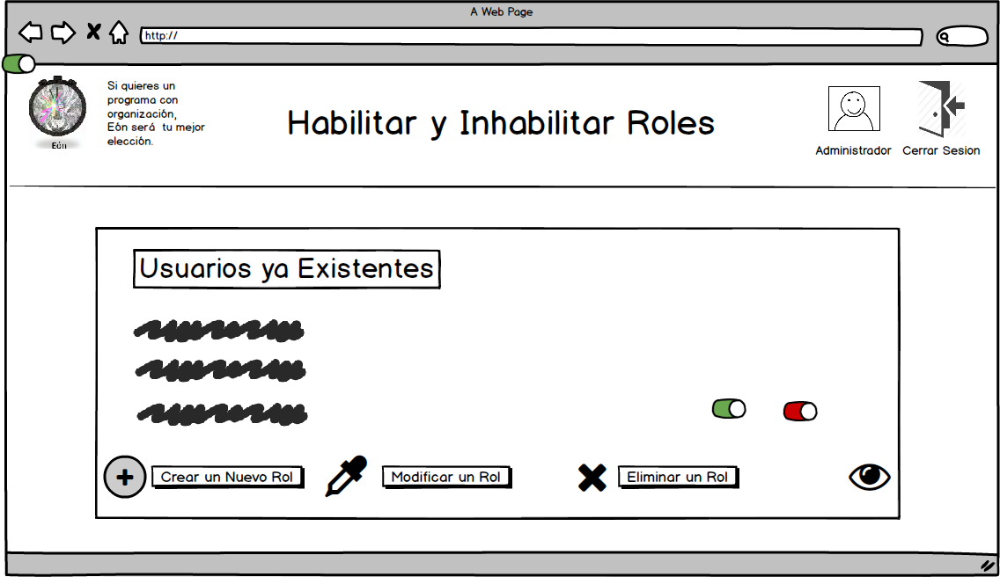 A Web Page
http://
Si quieres un
programa con
organización,
Eón será tu mejor
elección.
Eón
Habilitar y Inhabilitar Roles
Administrador
Cerrar Sesion
Usuarios ya Existentes
Crear un Nuevo Rol
Modificar un Rol
Eliminar un Rol